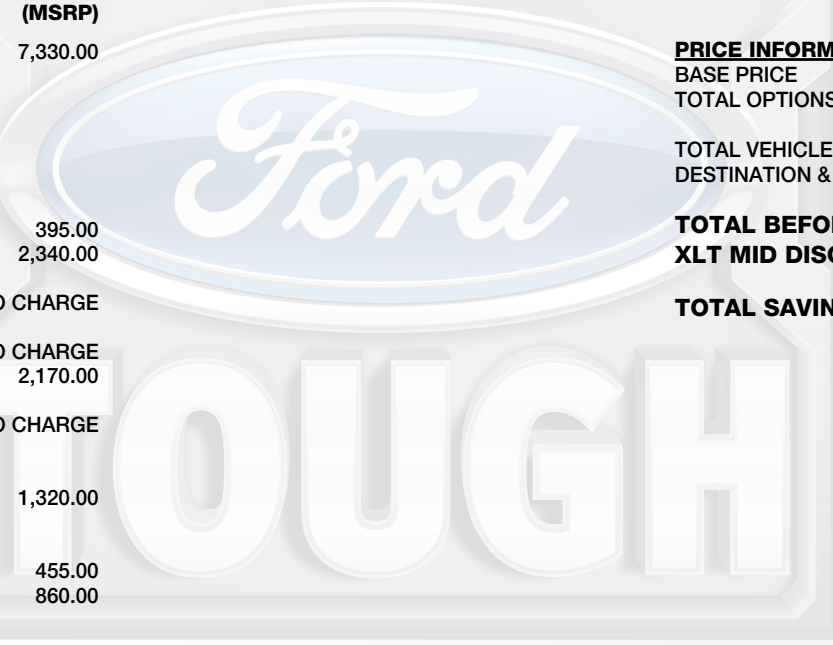 (MSRP)
7,330.00
395.00
2,340.00
O CHARGE
O CHARGE
2,170.00
O CHARGE
1,320.00
455.00
860.00
PRICE INFORM
BASE PRICE
TOTAL OPTIONS
TOTAL VEHICLE
DESTINATION &
TOTAL BEFO
XLT MID DISC
TOTAL SAVIN
Ford
TOUGH